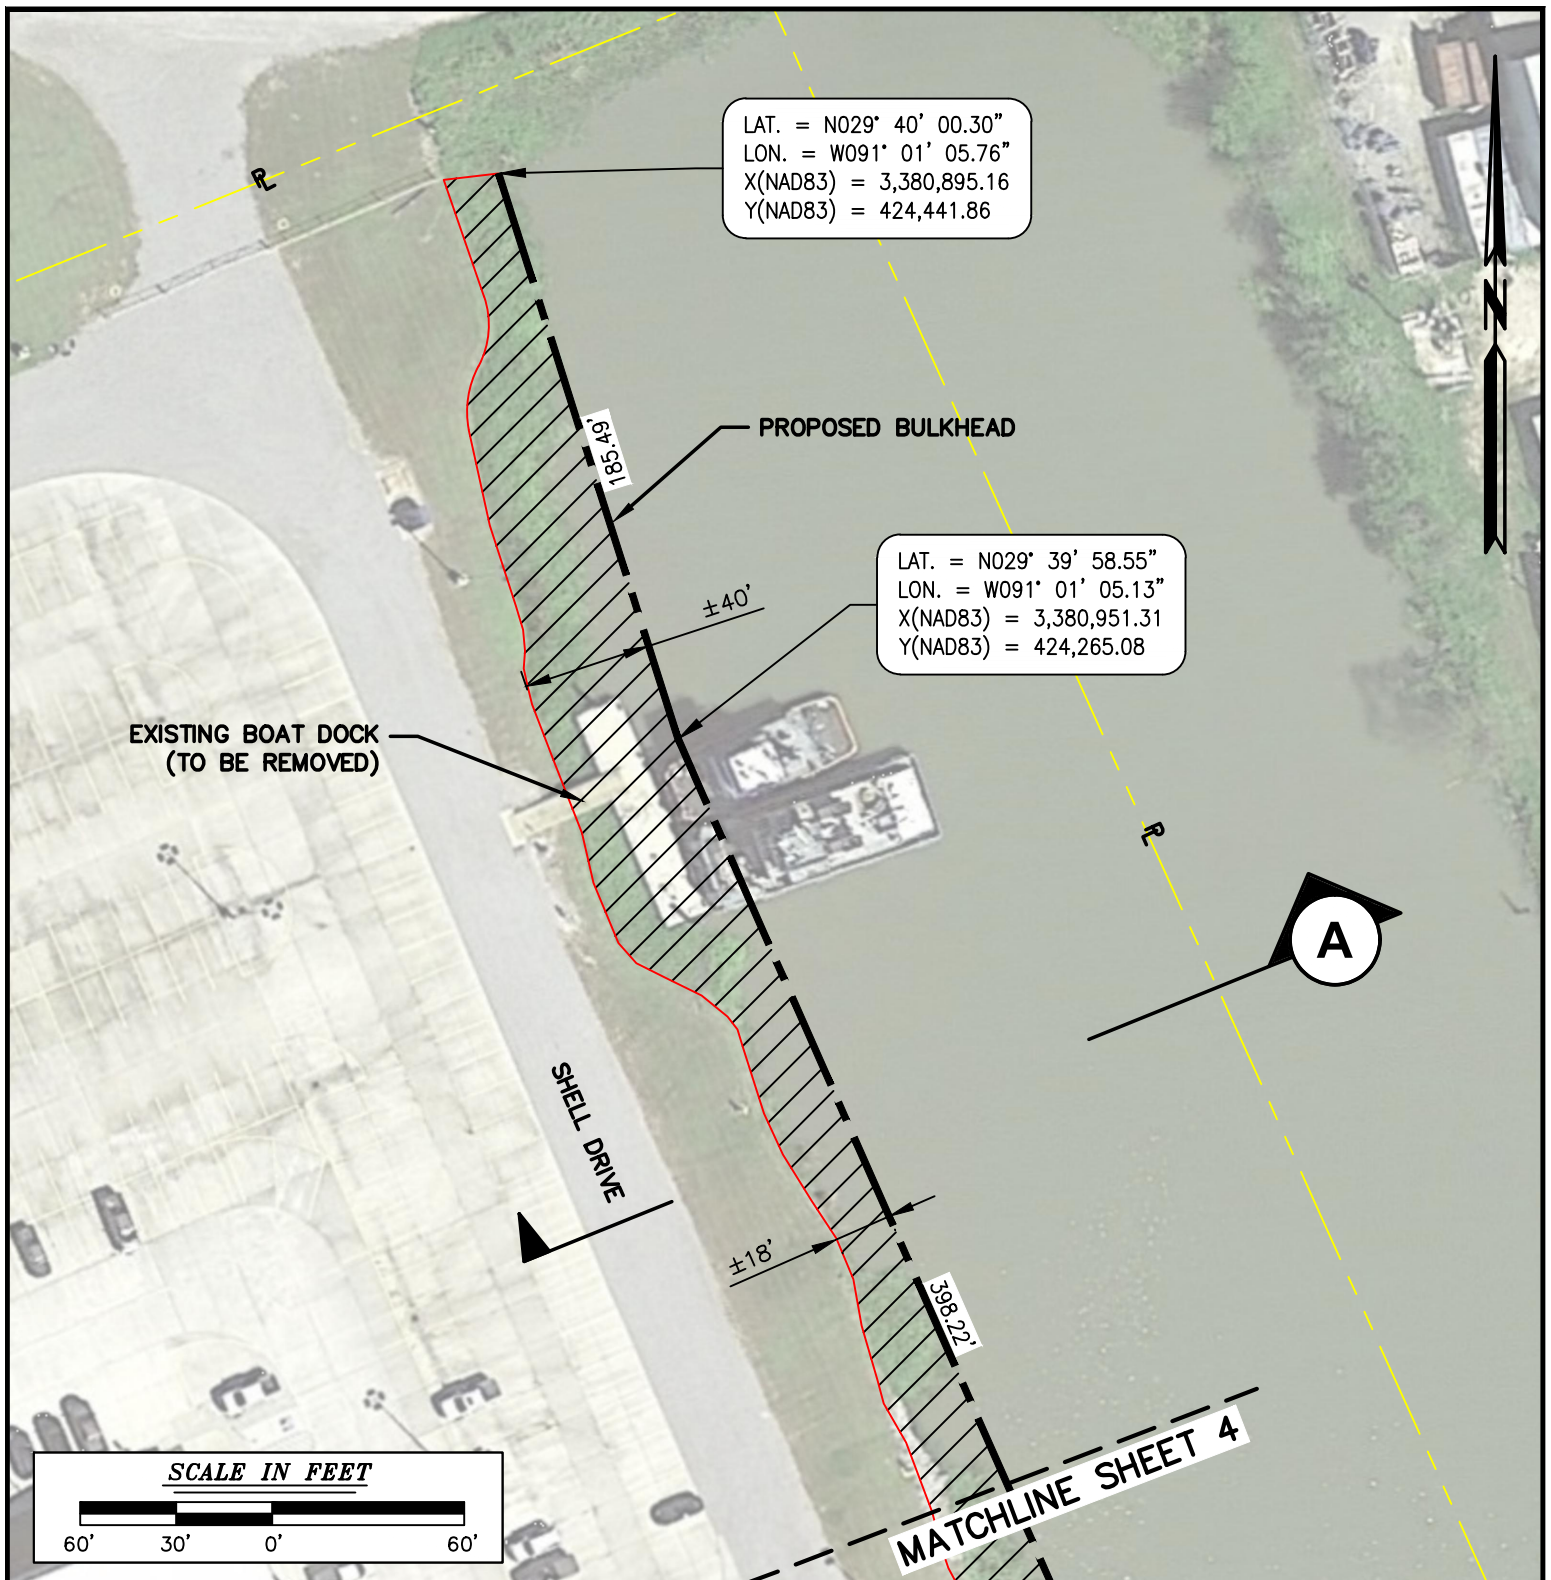 LAT. = N029° 40' 00.30"
LON. = W091° 01' 05.76"
X(NAD83) = 3,380,895.16
Y(NAD83) = 424,441.86
PL
N
185.49'
PROPOSED BULKHEAD
LAT. = N029° 39' 58.55"
LON. = W091° 01' 05.13"
X(NAD83) = 3,380,951.31
Y(NAD83) = 424,265.08
±40'
EXISTING BOAT DOCK
(TO BE REMOVED)
PL
A
SHELL DRIVE
±18'
398.22'
MATCHLINE SHEET 4
SCALE IN FEET
60' 30' 0' 60'